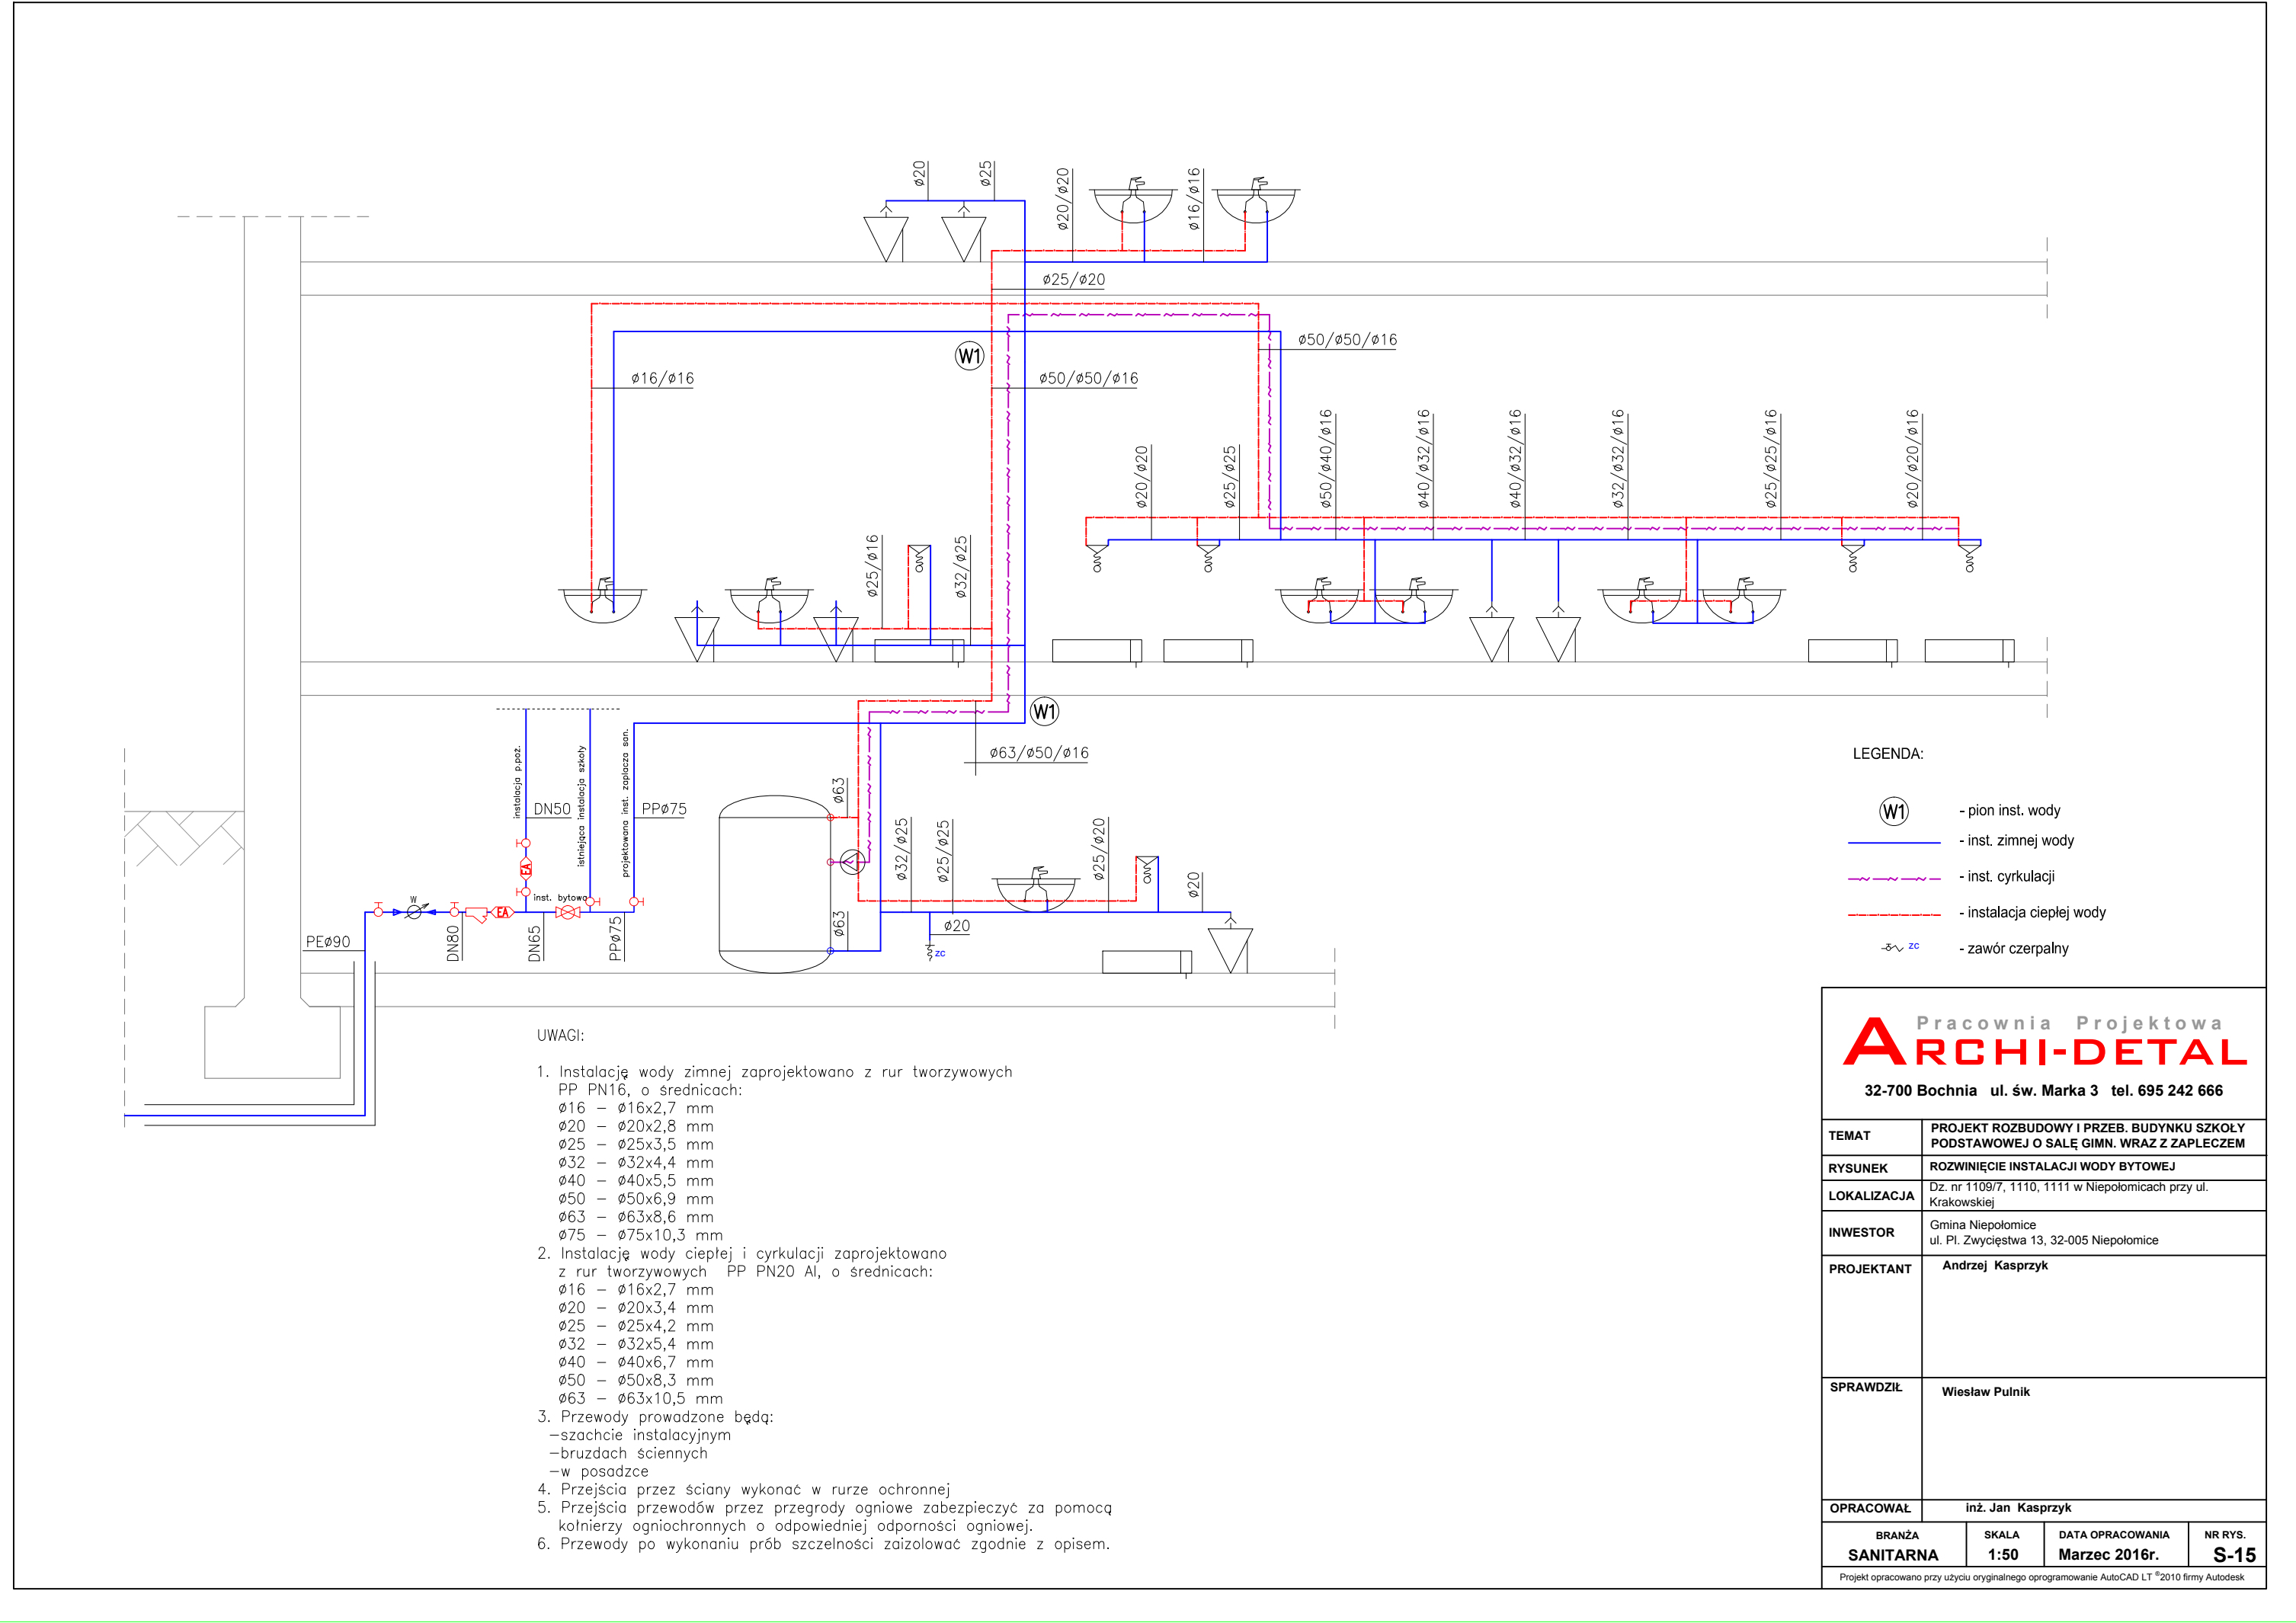 ø20
ø25
ø20/ø20
ø16/ø16
ø25/ø20
ø50/ø50/ø16
W1
ø16/ø16
ø50/ø50/ø16
ø20/ø20
ø25/ø25
ø50/ø40/ø16
ø40/ø32/ø16
ø40/ø32/ø16
ø32/ø32/ø16
ø25/ø25/ø16
ø20/ø20/ø16
ø25/ø16
ø32/ø25
W1
ø63/ø50/ø16
instalacja p.poż.
istniejąca instalacja szkoły
projektowana inst. zaplacza san.
DN50
PPø75
ø63
ø32/ø25
ø25/ø25
ø25/ø20
ø20
EA
inst. bytowa
W
EA
PEø90
DN80
DN65
PPø75
ø63
ø20
zc
LEGENDA:
W1 - pion inst. wody
- inst. zimnej wody
- inst. cyrkulacji
- instalacja ciepłej wody
zc - zawór czerpalny
UWAGI:
1. Instalację wody zimnej zaprojektowano z rur tworzywowych
PP PN16, o średnicach:
ø16 – ø16x2,7 mm
ø20 – ø20x2,8 mm
ø25 – ø25x3,5 mm
ø32 – ø32x4,4 mm
ø40 – ø40x5,5 mm
ø50 – ø50x6,9 mm
ø63 – ø63x8,6 mm
ø75 – ø75x10,3 mm
2. Instalację wody ciepłej i cyrkulacji zaprojektowano
z rur tworzywowych PP PN20 Al, o średnicach:
ø16 – ø16x2,7 mm
ø20 – ø20x3,4 mm
ø25 – ø25x4,2 mm
ø32 – ø32x5,4 mm
ø40 – ø40x6,7 mm
ø50 – ø50x8,3 mm
ø63 – ø63x10,5 mm
3. Przewody prowadzone będą:
–szachcie instalacyjnym
–bruzdach ściennych
–w posadzce
4. Przejścia przez ściany wykonać w rurze ochronnej
5. Przejścia przewodów przez przegrody ogniowe zabezpieczyć za pomocą
kołnierzy ogniochronnych o odpowiedniej odporności ogniowej.
6. Przewody po wykonaniu prób szczelności zaizolować zgodnie z opisem.
Pracownia Projektowa
ARCHI-DETAL
32-700 Bochnia ul. św. Marka 3 tel. 695 242 666
TEMAT
PROJEKT ROZBUDOWY I PRZEB. BUDYNKU SZKOŁY
PODSTAWOWEJ O SALĘ GIMN. WRAZ Z ZAPLECZEM
RYSUNEK
ROZWINIĘCIE INSTALACJI WODY BYTOWEJ
LOKALIZACJA
Dz. nr 1109/7, 1110, 1111 w Niepołomicach przy ul.
Krakowskiej
INWESTOR
Gmina Niepołomice
ul. Pl. Zwycięstwa 13, 32-005 Niepołomice
PROJEKTANT
Andrzej Kasprzyk
SPRAWDZIŁ
Wiesław Pulnik
OPRACOWAŁ
inż. Jan Kasprzyk
BRANŻA
SANITARNA
SKALA
1:50
DATA OPRACOWANIA
Marzec 2016r.
NR RYS.
S-15
Projekt opracowano przy użyciu oryginalnego oprogramowanie AutoCAD LT ®2010 firmy Autodesk